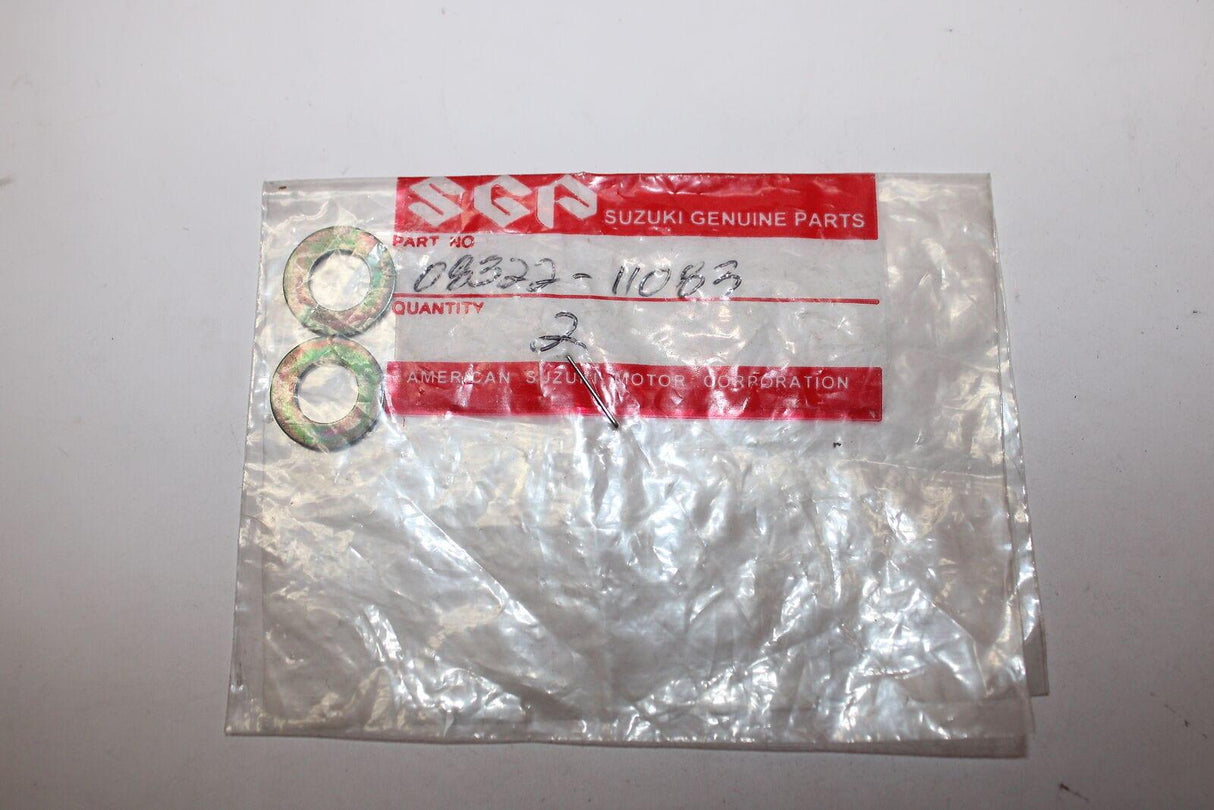 SGP SUZUKI GENUINE PARTS
PART NO
08322-11083
QUANTITY
2
AMERICAN SUZUKI MOTOR CORPORATION